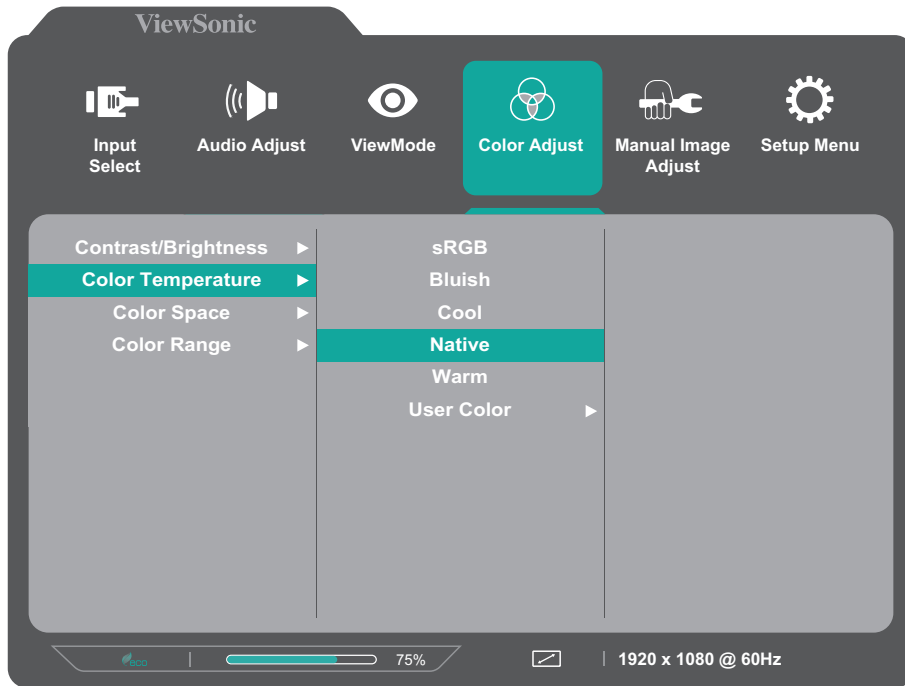 ViewSonic
Input
Select
Audio Adjust
ViewMode
Color Adjust
Manual Image
Adjust
Setup Menu
Contrast/Brightness
Color Temperature
Color Space
Color Range
sRGB
Bluish
Cool
Native
Warm
User Color
eco
75%
1920 x 1080 @ 60Hz